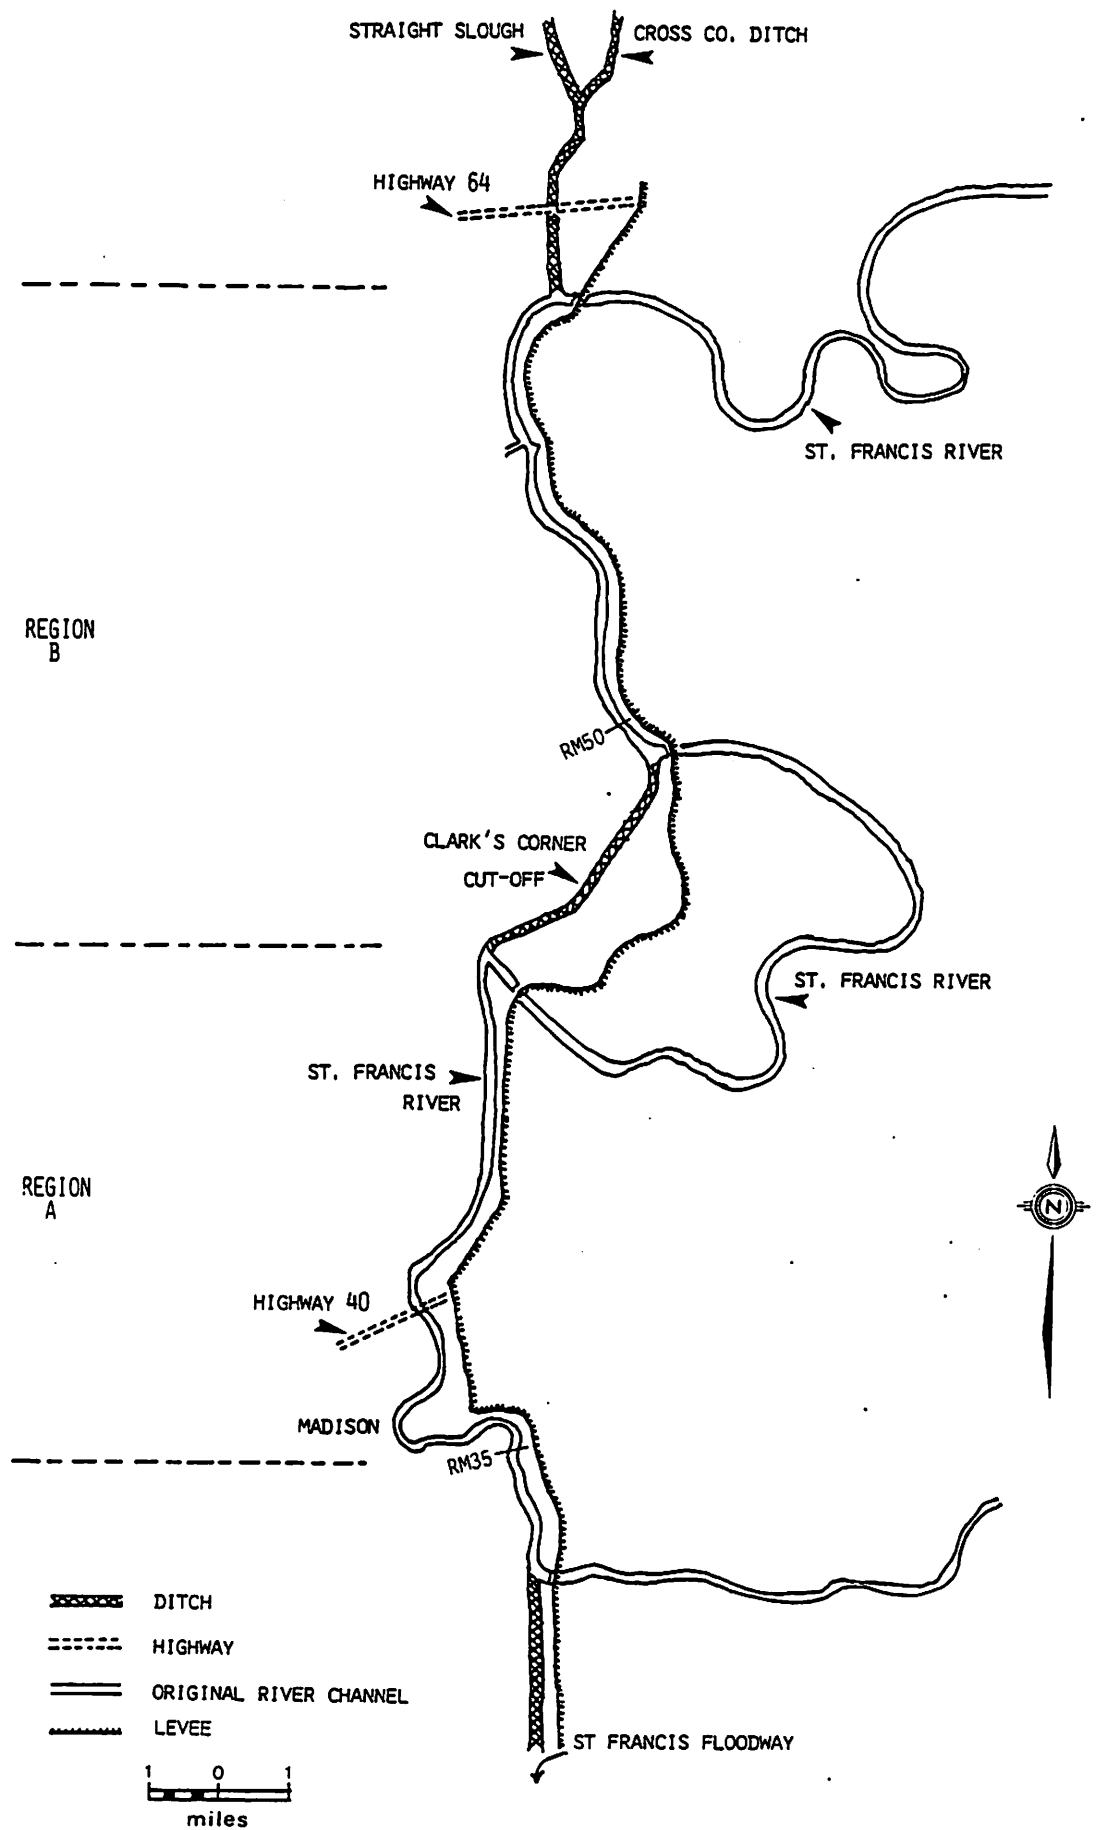 STRAIGHT SLOUGH
CROSS CO. DITCH
HIGHWAY 64
ST. FRANCIS RIVER
REGION
B
RM50
CLARK'S CORNER
CUT-OFF
ST. FRANCIS RIVER
ST. FRANCIS
RIVER
REGION
A
N
HIGHWAY 40
MADISON
RM35
DITCH
HIGHWAY
ORIGINAL RIVER CHANNEL
LEVEE
ST FRANCIS FLOODWAY
1 0 1
miles